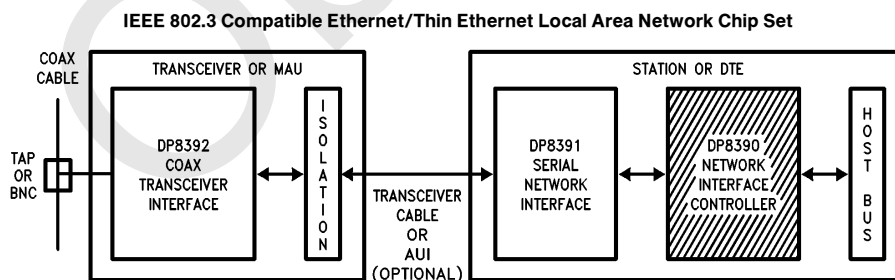 IEEE 802.3 Compatible Ethernet/Thin Ethernet Local Area Network Chip Set
COAX
CABLE
TAP
OR
BNC
TRANSCEIVER OR MAU
DP8392
COAX
TRANSCEIVER
INTERFACE
ISOLATION
TRANSCEIVER
CABLE
OR
AUI
(OPTIONAL)
STATION OR DTE
DP8391
SERIAL
NETWORK
INTERFACE
DP8390
NETWORK
INTERFACE
CONTROLLER
HOST BUS